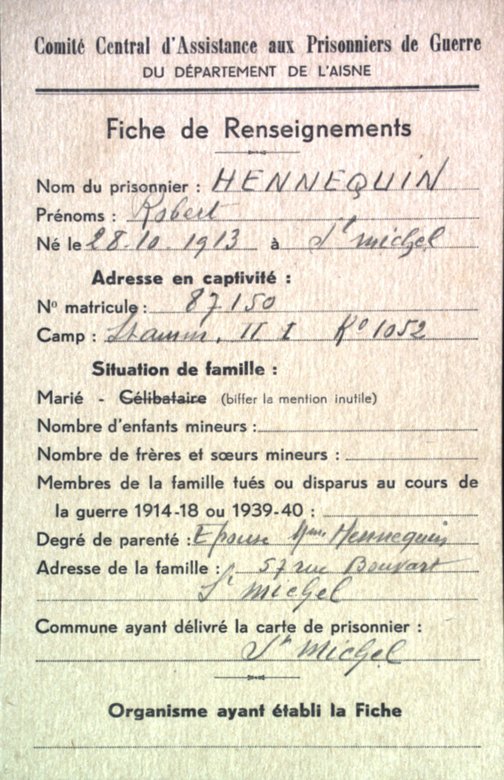 Comité Central d'Assistance aux Prisonniers de Guerre
DU DÉPARTEMENT DE L'AISNE
Fiche de Renseignements
Nom du prisonnier : HENNEQUIN
Prénoms : Robert
Né le 28.10.1913 à St michel
Adresse en captivité :
No matricule : 87150
Camp : Ko 1052
Situation de famille :
Marié - Célibataire (biffer la mention inutile)
Nombre d'enfants mineurs :
Nombre de frères et sœurs mineurs :
Membres de la famille tués ou disparus au cours de
la guerre 1914-18 ou 1939-40 :
Degré de parenté : Epouse Mme Hennequin
Adresse de la famille : 57 rue
St michel
Commune ayant délivré la carte de prisonnier :
St michel
Organisme ayant établi la Fiche